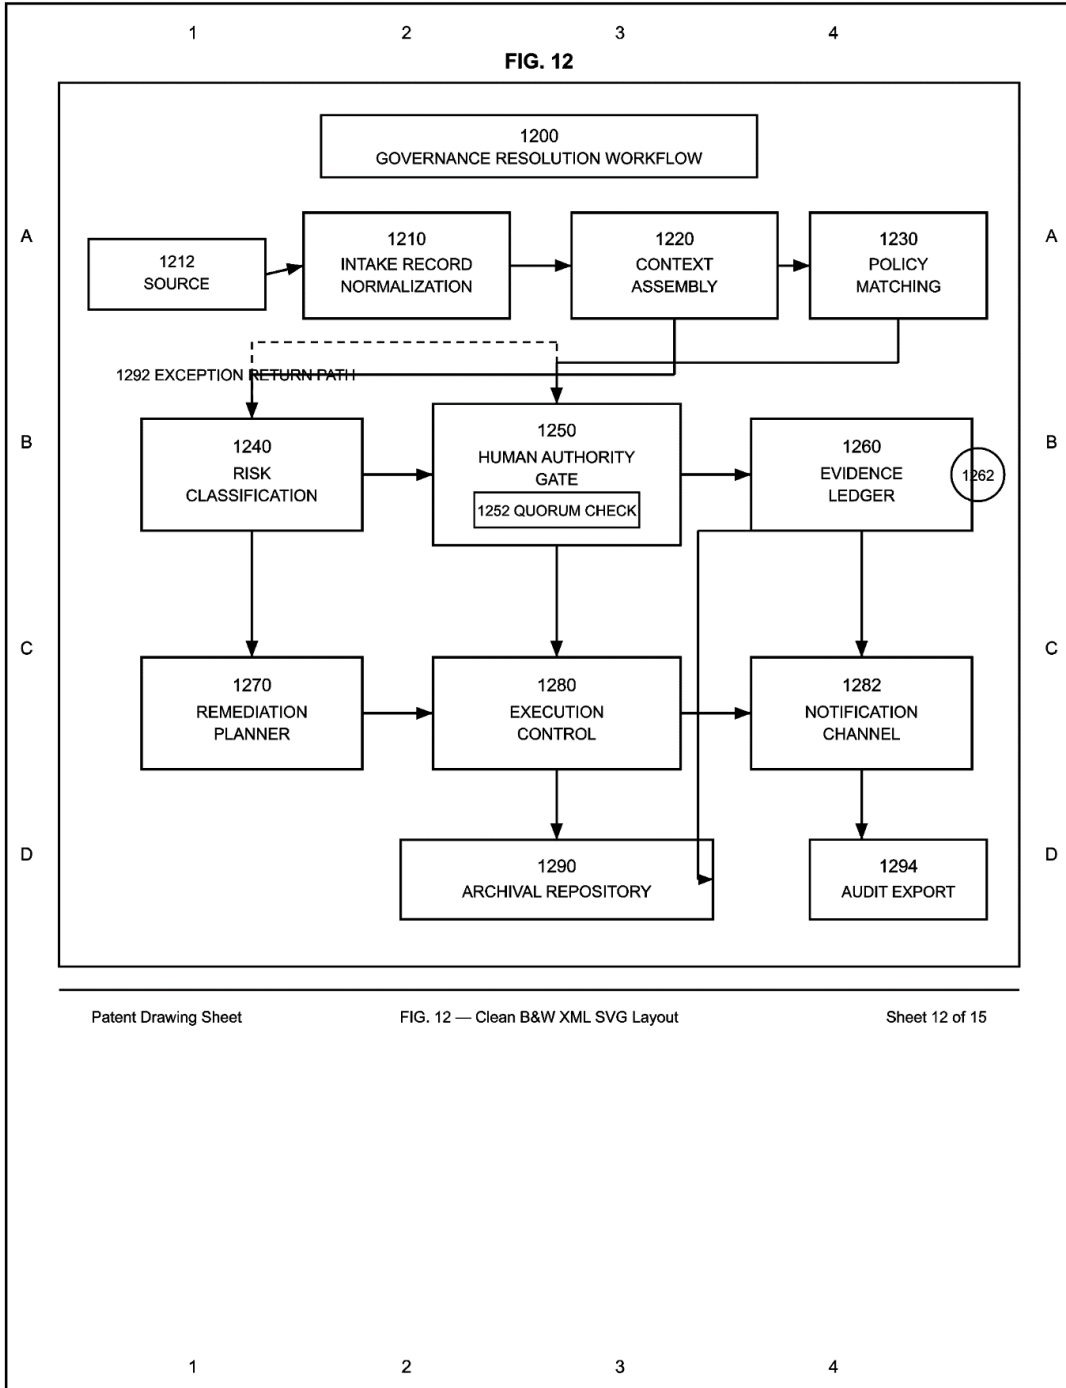 1 2 3 4
FIG. 12
1200
GOVERNANCE RESOLUTION WORKFLOW
A A
1212
SOURCE
1210
INTAKE RECORD
NORMALIZATION
1220
CONTEXT
ASSEMBLY
1230
POLICY
MATCHING
1292 EXCEPTION RETURN PATH
B B
1240
RISK
CLASSIFICATION
1250
HUMAN AUTHORITY
GATE
1252 QUORUM CHECK
1260
EVIDENCE
LEDGER
1262
C C
1270
REMEDIATION
PLANNER
1280
EXECUTION
CONTROL
1282
NOTIFICATION
CHANNEL
D D
1290
ARCHIVAL REPOSITORY
1294
AUDIT EXPORT
Patent Drawing Sheet FIG. 12 — Clean B&W XML SVG Layout Sheet 12 of 15
1 2 3 4